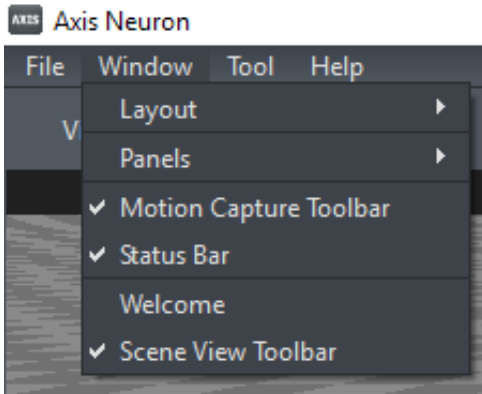 AXIS Axis Neuron
File Window Tool Help
V
Layout
Panels
Motion Capture Toolbar
Status Bar
Welcome
Scene View Toolbar